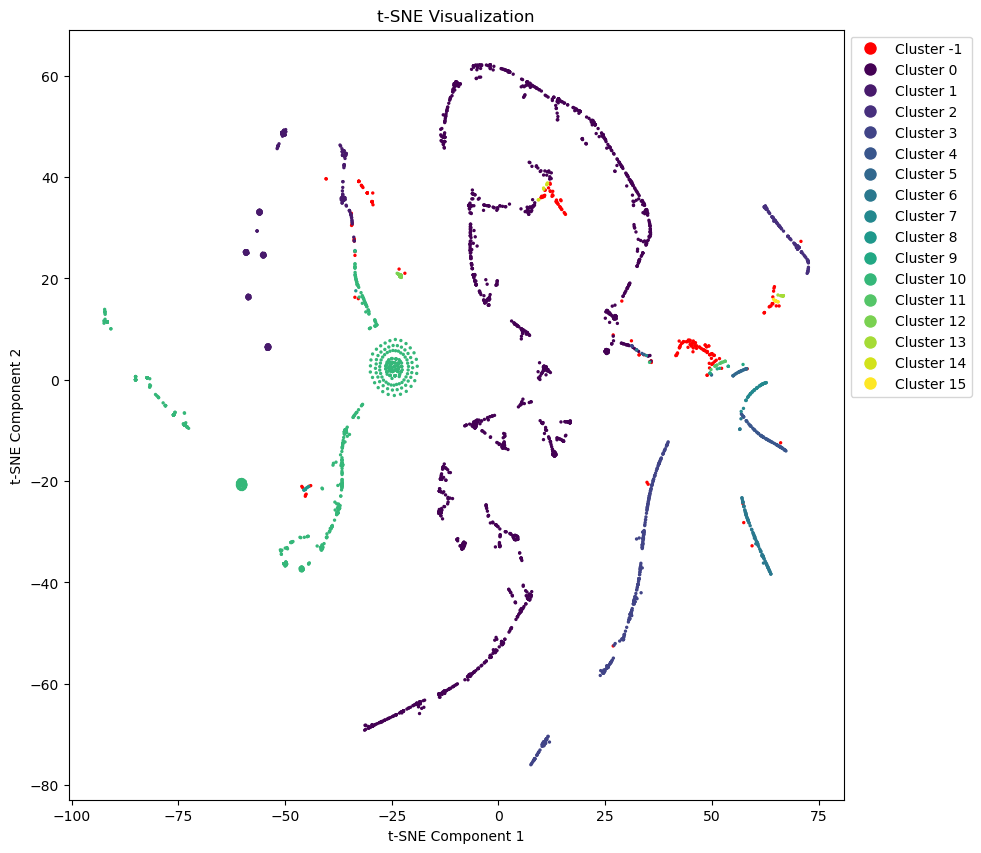 t-SNE Visualization
t-SNE Component 2
60
40
20
0
−20
−40
−60
−80
−100
−75
−50
−25
0
25
50
75
t-SNE Component 1
Cluster -1
Cluster 0
Cluster 1
Cluster 2
Cluster 3
Cluster 4
Cluster 5
Cluster 6
Cluster 7
Cluster 8
Cluster 9
Cluster 10
Cluster 11
Cluster 12
Cluster 13
Cluster 14
Cluster 15